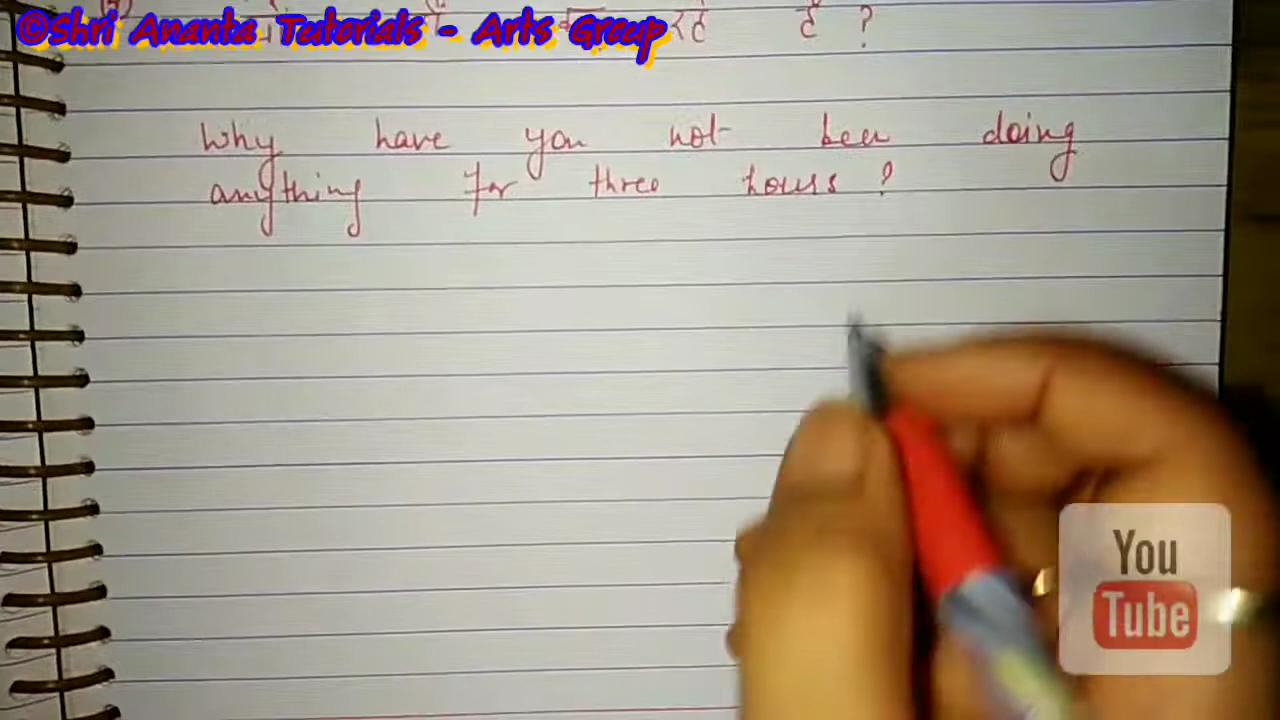 ©Shri Ananta Tutorials - Arts Group
?
Why have you not been doing
anything for three hours ?
You
Tube